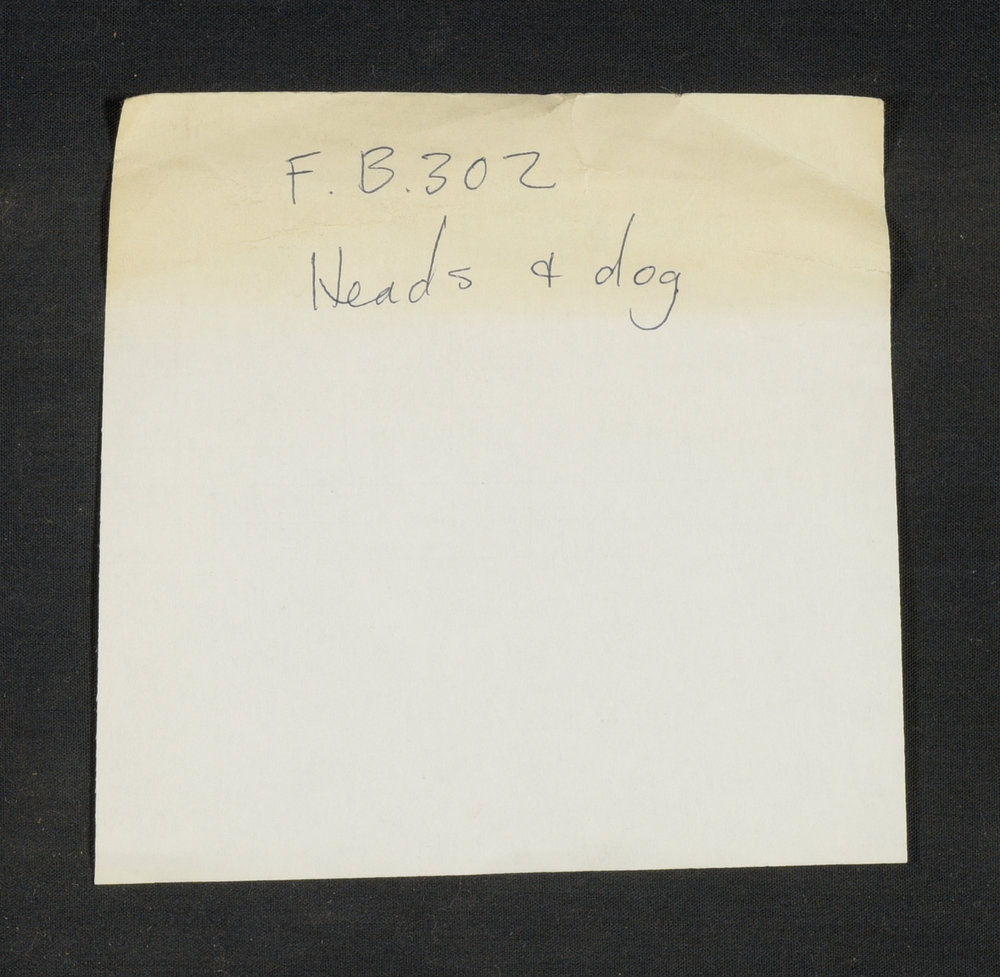 F. B. 302
Heads & dog